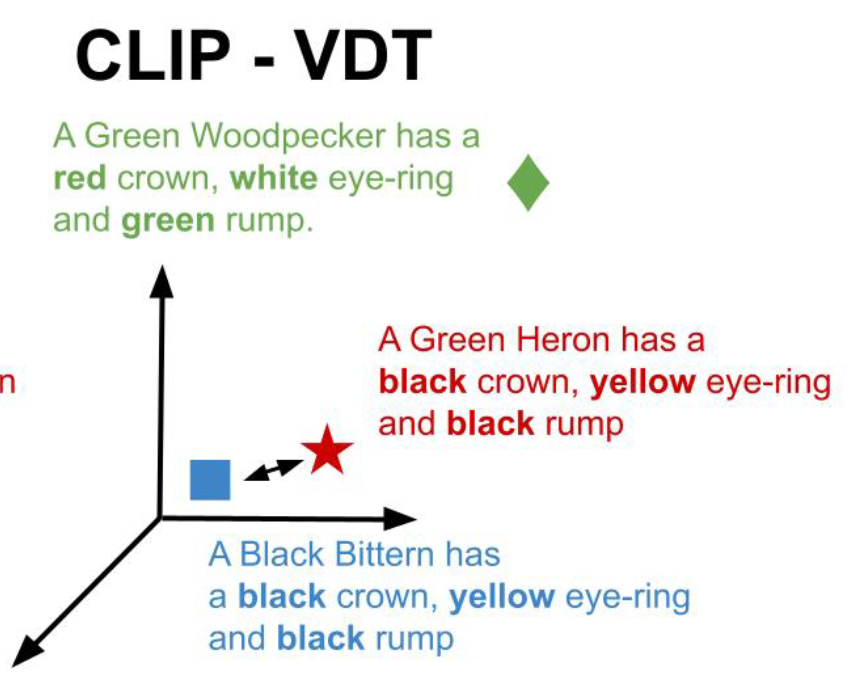 CLIP - VDT
A Green Woodpecker has a
red crown, white eye-ring
and green rump.
A Green Heron has a
n
black crown, yellow eye-ring
and black rump
A Black Bittern has
a black crown, yellow eye-ring
and black rump